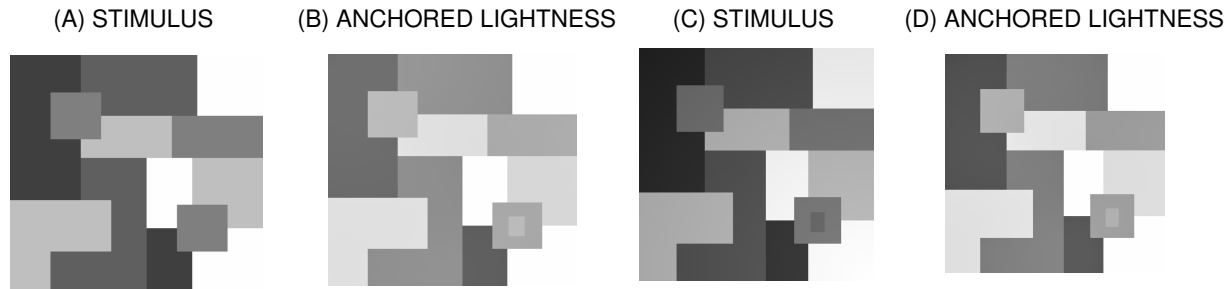 (A) STIMULUS
(B) ANCHORED LIGHTNESS
(C) STIMULUS
(D) ANCHORED LIGHTNESS